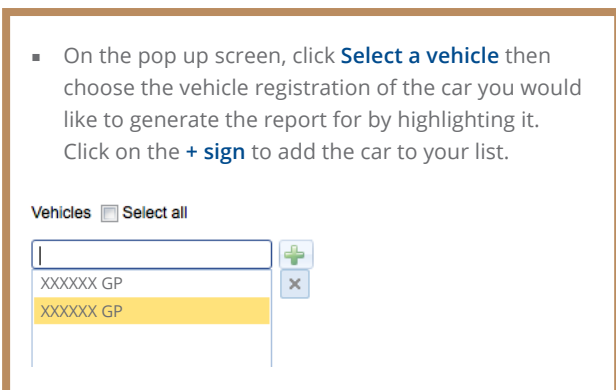 ▪ On the pop up screen, click Select a vehicle then
choose the vehicle registration of the car you would
like to generate the report for by highlighting it.
Click on the + sign to add the car to your list.
Vehicles Select all
XXXXXX GP
XXXXXX GP